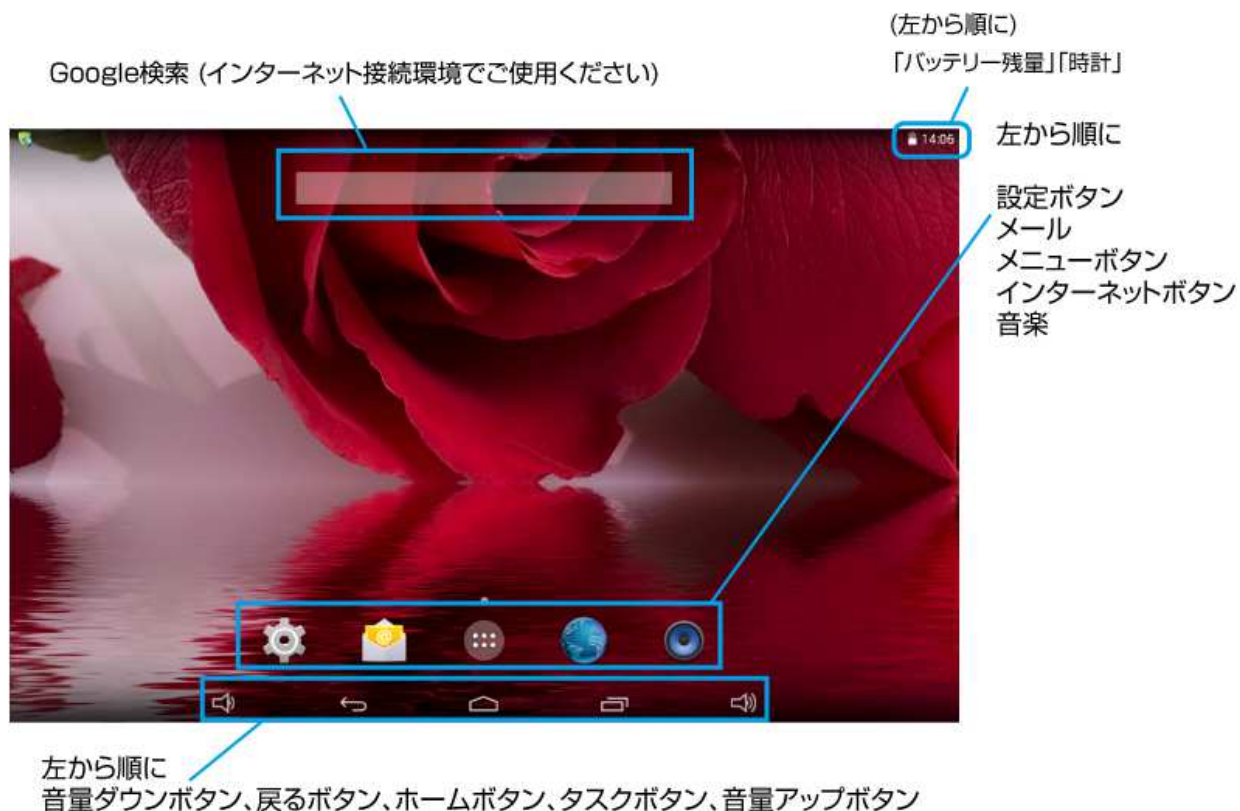 (左から順に)
「バッテリー残量」「時計」
Google検索 (インターネット接続環境でご使用ください)
14:06
左から順に
設定ボタン
メール
メニューボタン
インターネットボタン
音楽
左から順に
音量ダウンボタン、戻るボタン、ホームボタン、タスクボタン、音量アップボタン